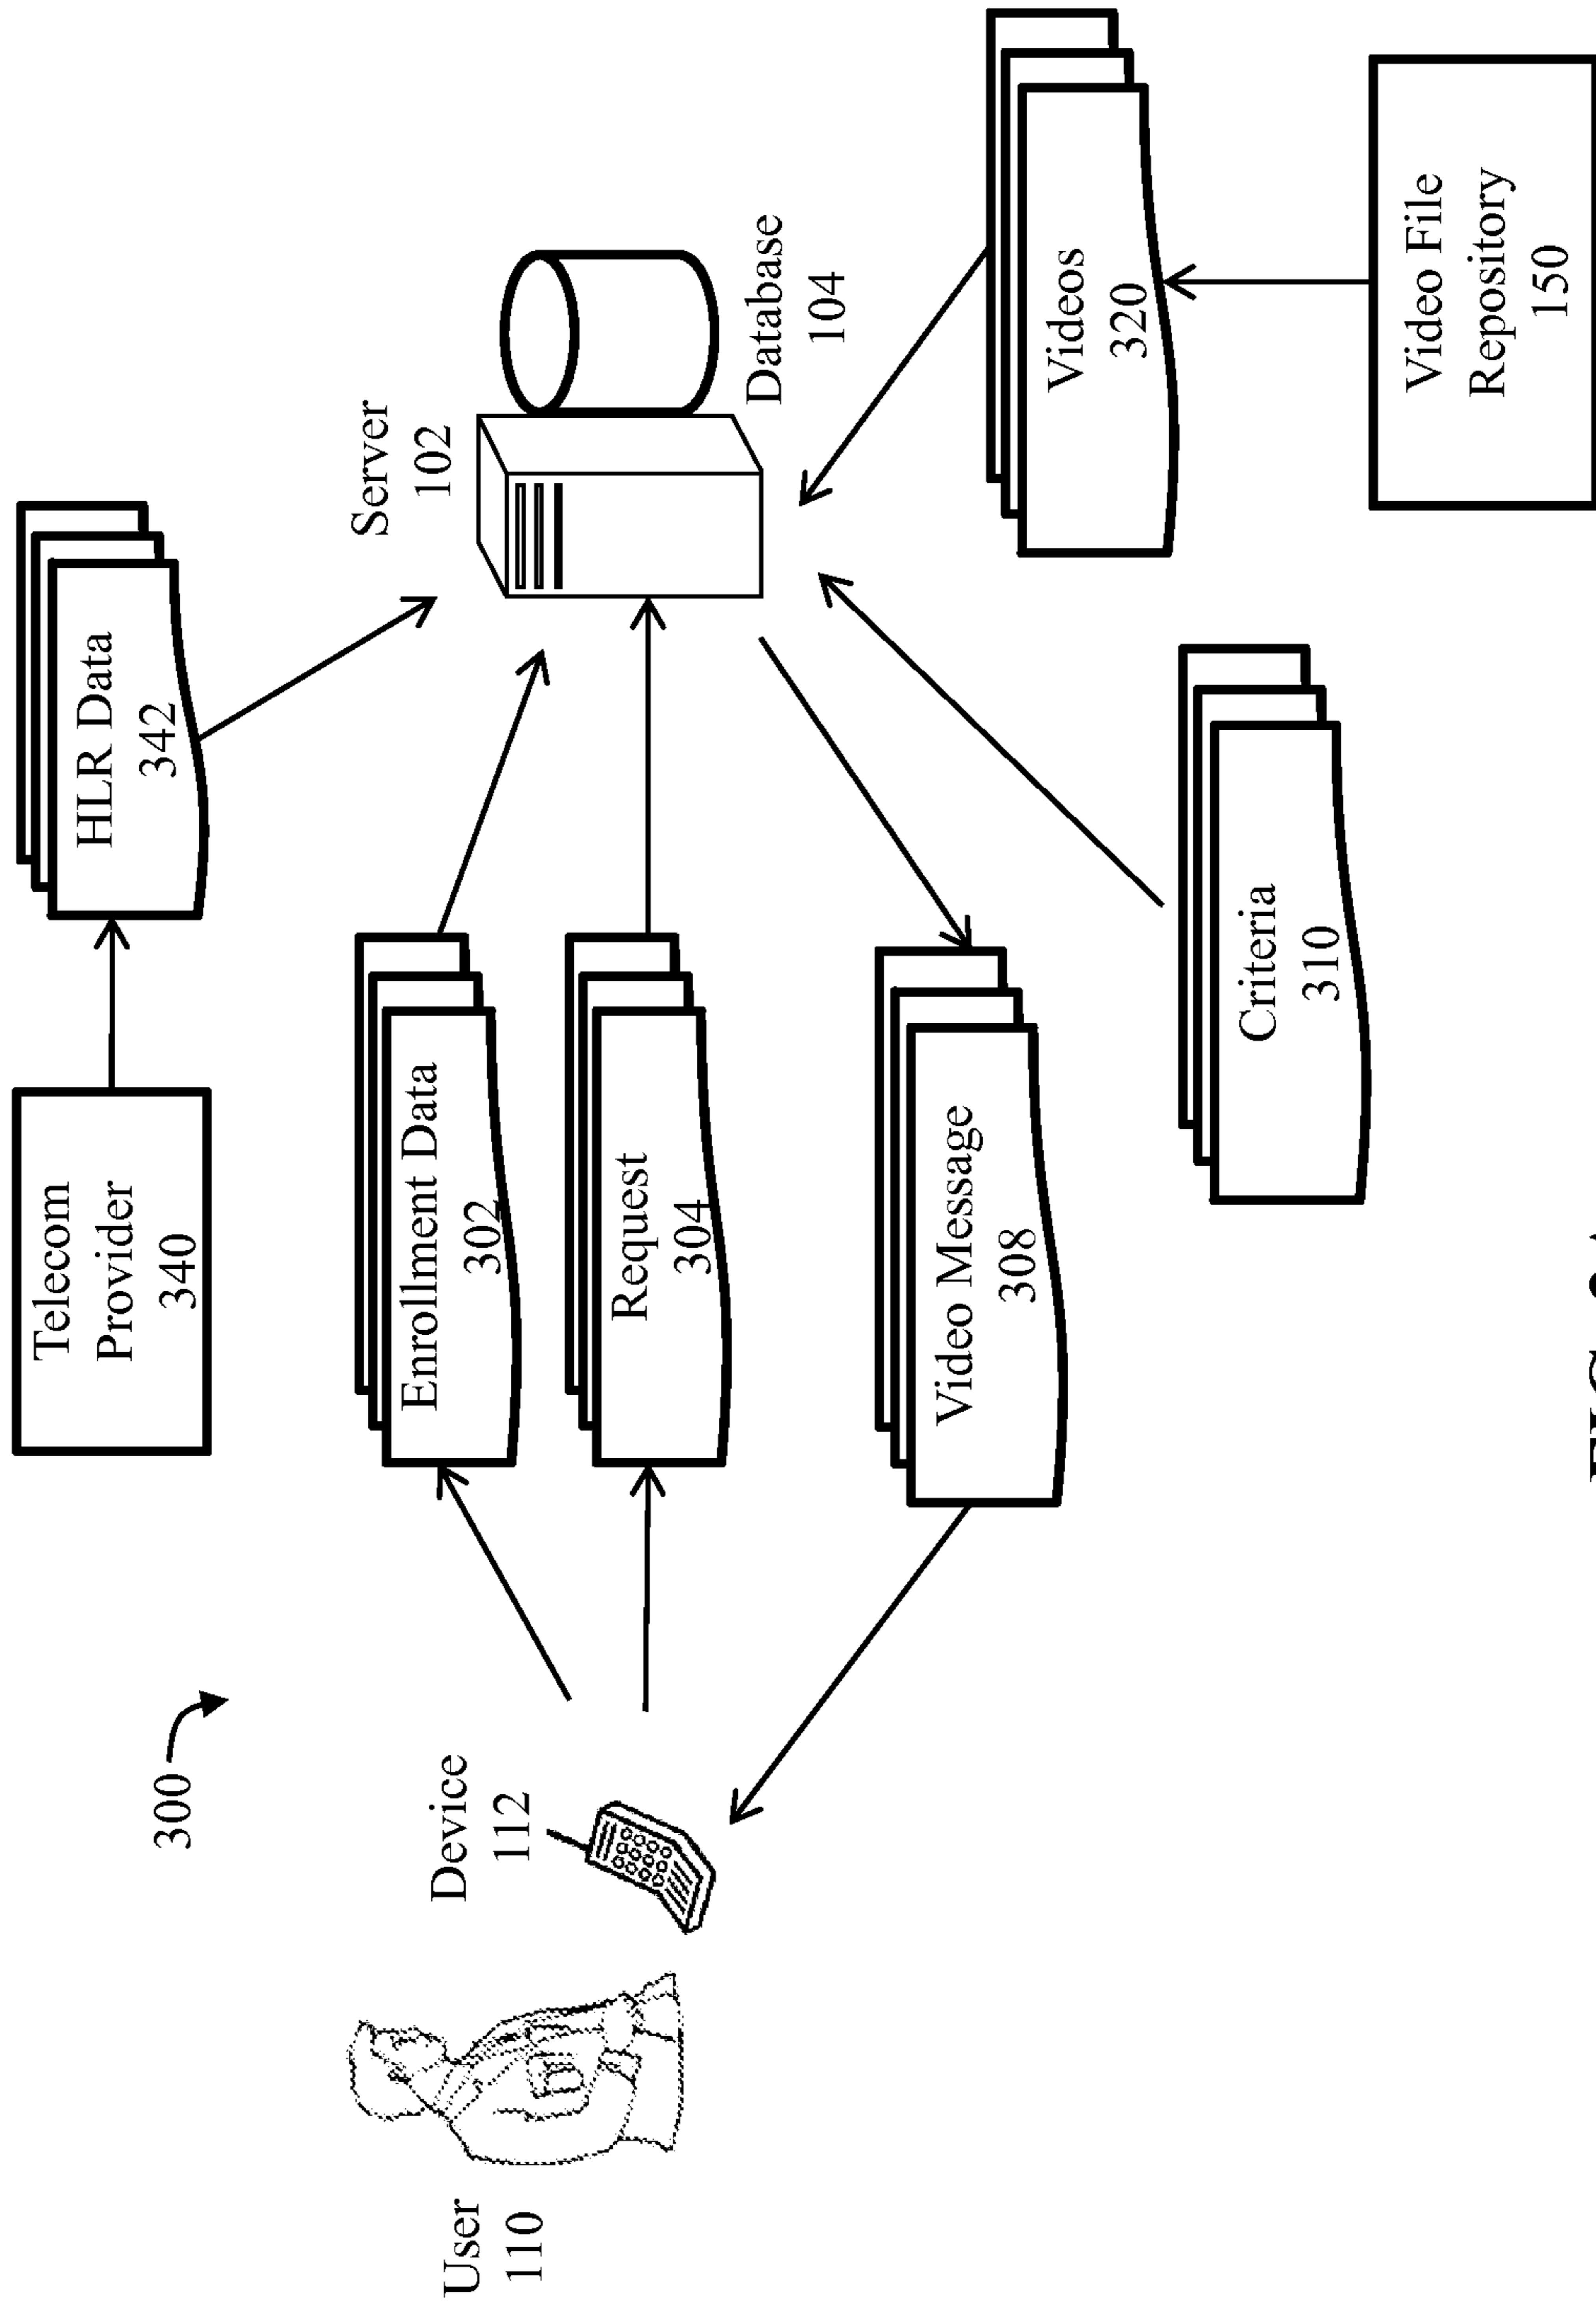 Telecom
Provider
340
HLR Data
342
300
Server
102
Enrollment Data
302
Device
112
User
110
Request
304
Database
104
Video Message
308
Videos
320
Criteria
310
Video File
Repository
150